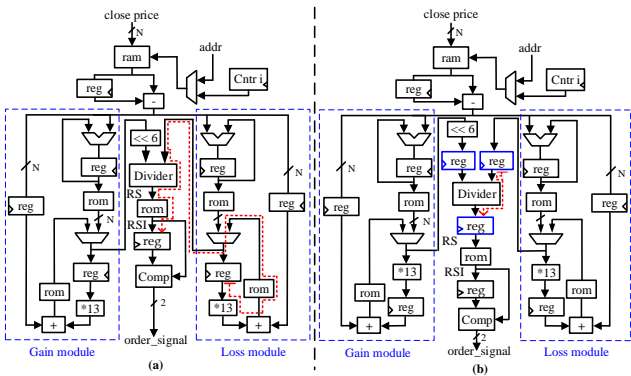 close price
N
ram
addr
reg
Cntr i
-
<< 6
N
reg
reg
Divider
reg
N
reg
rom
N
RS
rom
rom
N
RSI
reg
reg
reg
rom
Comp
rom
*13
*13
2
+
+
Gain module
order_signal
Loss module
(a)
close price
N
ram
addr
reg
Cntr i
-
<< 6
N
reg
reg
reg
reg
N
reg
reg
rom
Divider
rom
N
N
reg
RS
rom
*13
*13
rom
RSI
rom
reg
reg
reg
Comp
+
+
2
Gain module
order_signal
Loss module
(b)